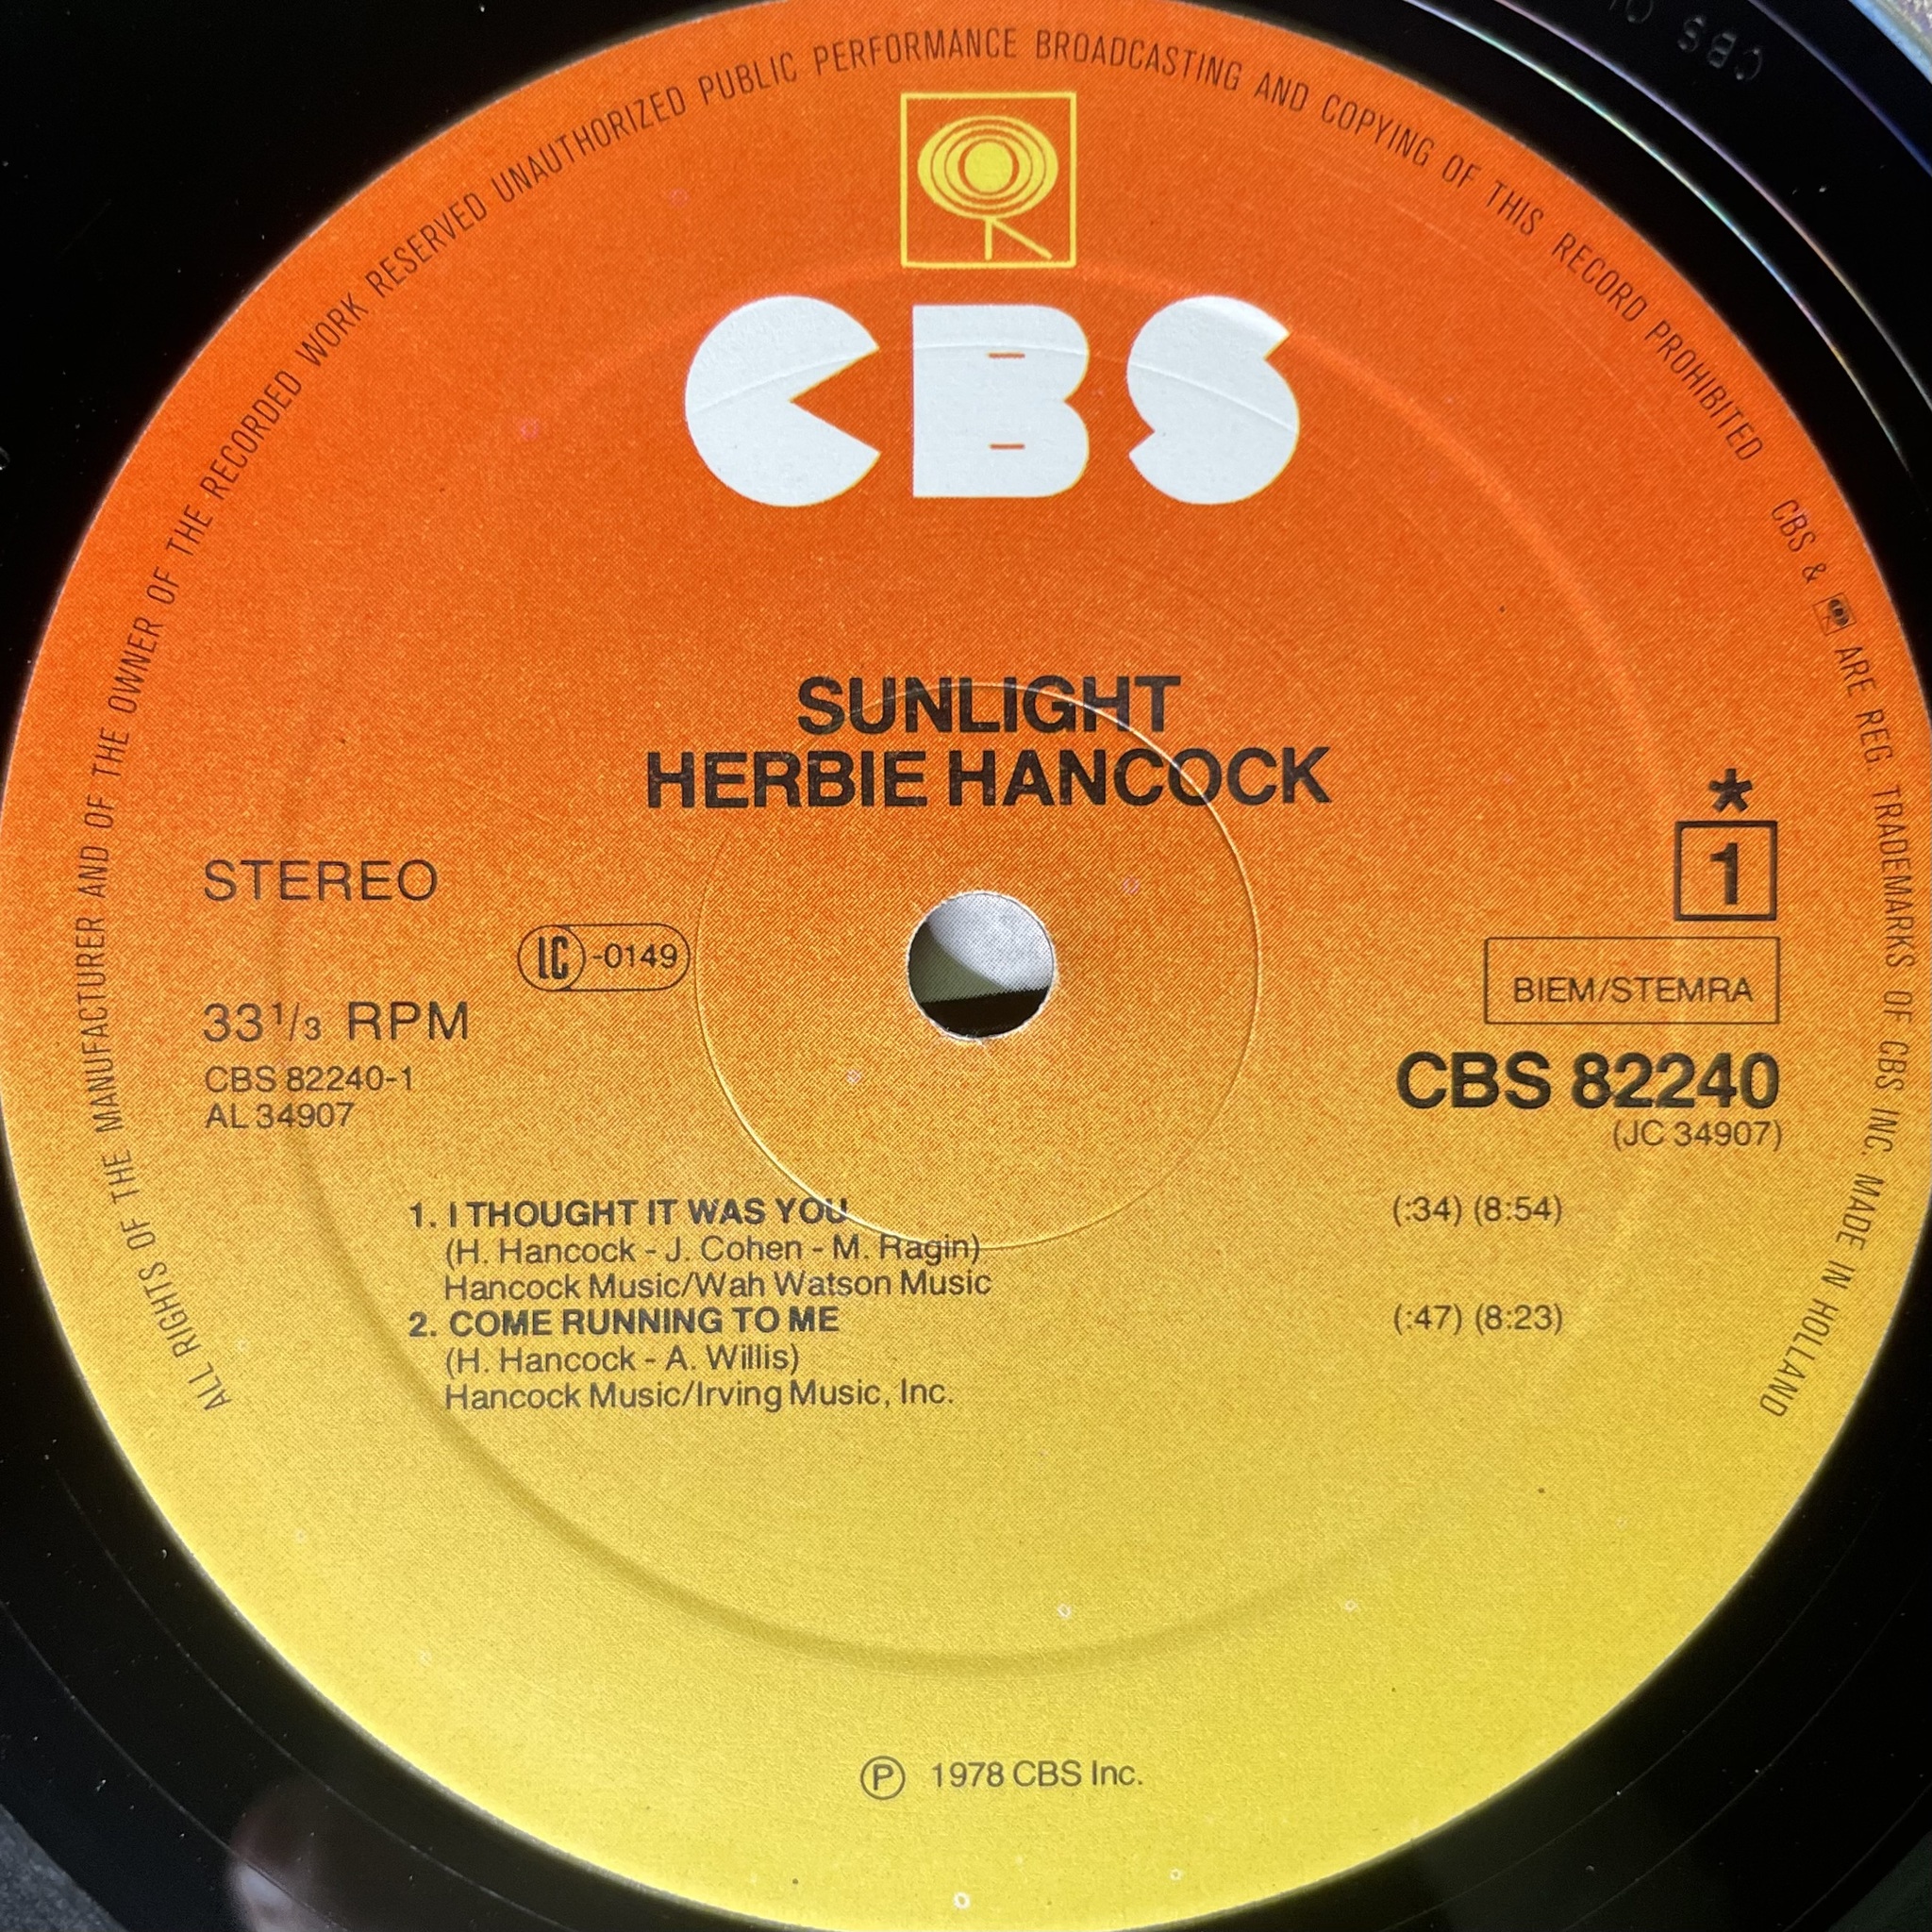 ALL RIGHTS OF THE MANUFACTURER AND OF THE OWNER OF THE RECORDED WORK RESERVED UNAUTHORIZED PUBLIC PERFORMANCE BROADCASTING AND COPYING OF THIS RECORD PROHIBITED CBS & ARE REG. TRADEMARKS OF CBS INC. MADE IN HOLLAND
CBS
CBS
SUNLIGHT
HERBIE HANCOCK
*
1
STEREO
LC -0149
BIEM/STEMRA
33 1/3 RPM
CBS 82240-1
AL 34907
CBS 82240
(JC 34907)
1. I THOUGHT IT WAS YOU (:34) (8:54)
(H. Hancock - J. Cohen - M. Ragin)
Hancock Music/Wah Watson Music
2. COME RUNNING TO ME (:47) (8:23)
(H. Hancock - A. Willis)
Hancock Music/Irving Music, Inc.
Ⓟ 1978 CBS Inc.